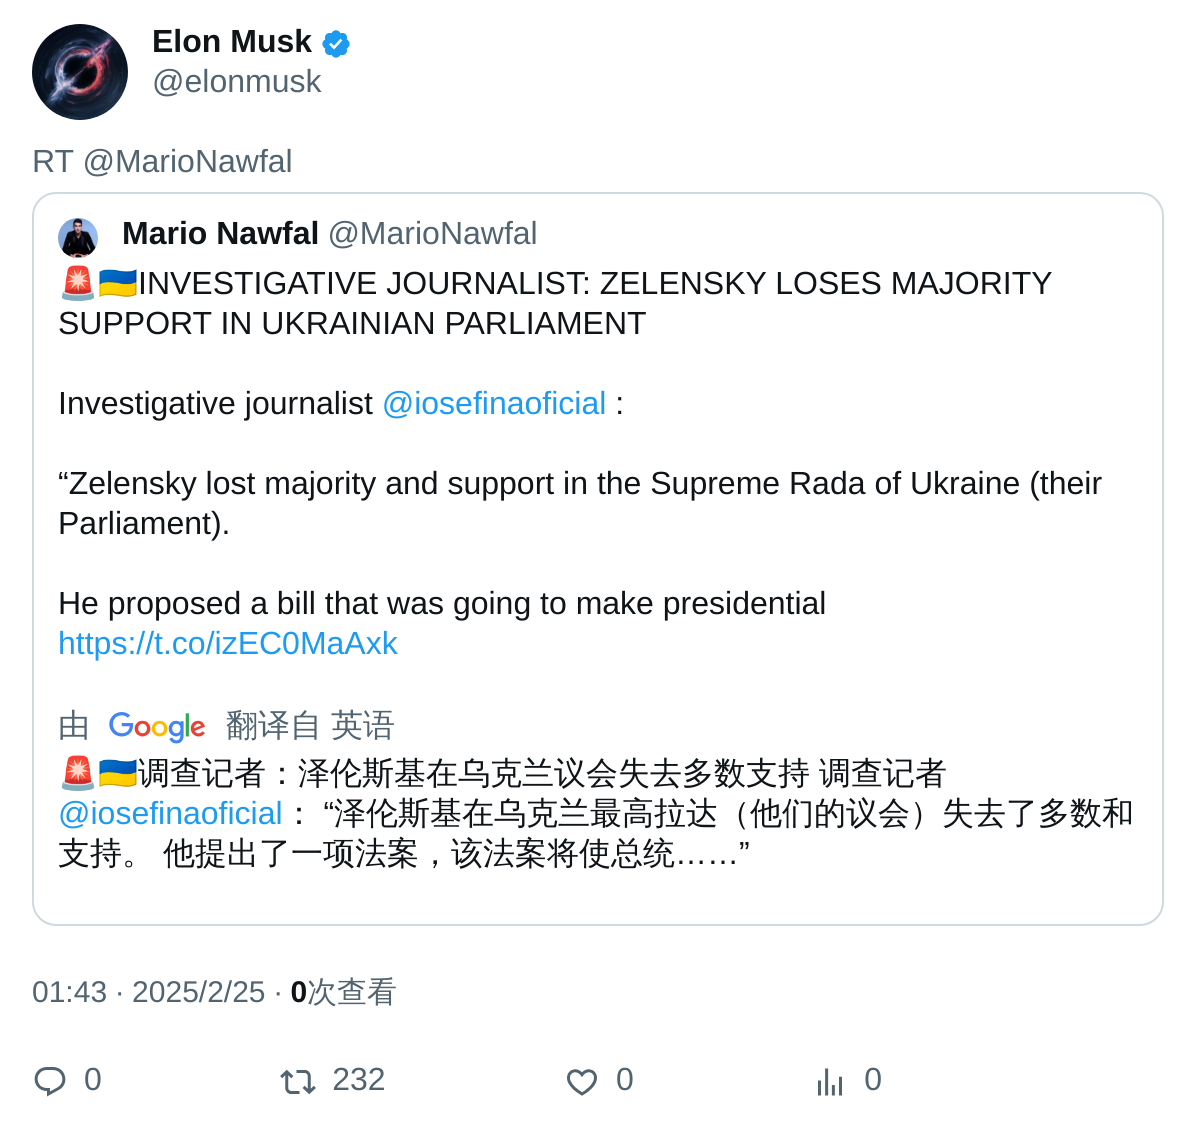 Elon Musk
@elonmusk
RT @MarioNawfal
Mario Nawfal @MarioNawfal
🚨🇺🇦INVESTIGATIVE JOURNALIST: ZELENSKY LOSES MAJORITY
SUPPORT IN UKRAINIAN PARLIAMENT
Investigative journalist @iosefinaoficial :
“Zelensky lost majority and support in the Supreme Rada of Ukraine (their
Parliament).
He proposed a bill that was going to make presidential
https://t.co/izEC0MaAxk
由 Google 翻译自 英语
🚨🇺🇦调查记者：泽伦斯基在乌克兰议会失去多数支持 调查记者
@iosefinaoficial： “泽伦斯基在乌克兰最高拉达（他们的议会）失去了多数和
支持。 他提出了一项法案，该法案将使总统……”
01:43 · 2025/2/25 · 0次查看
0 232 0 0